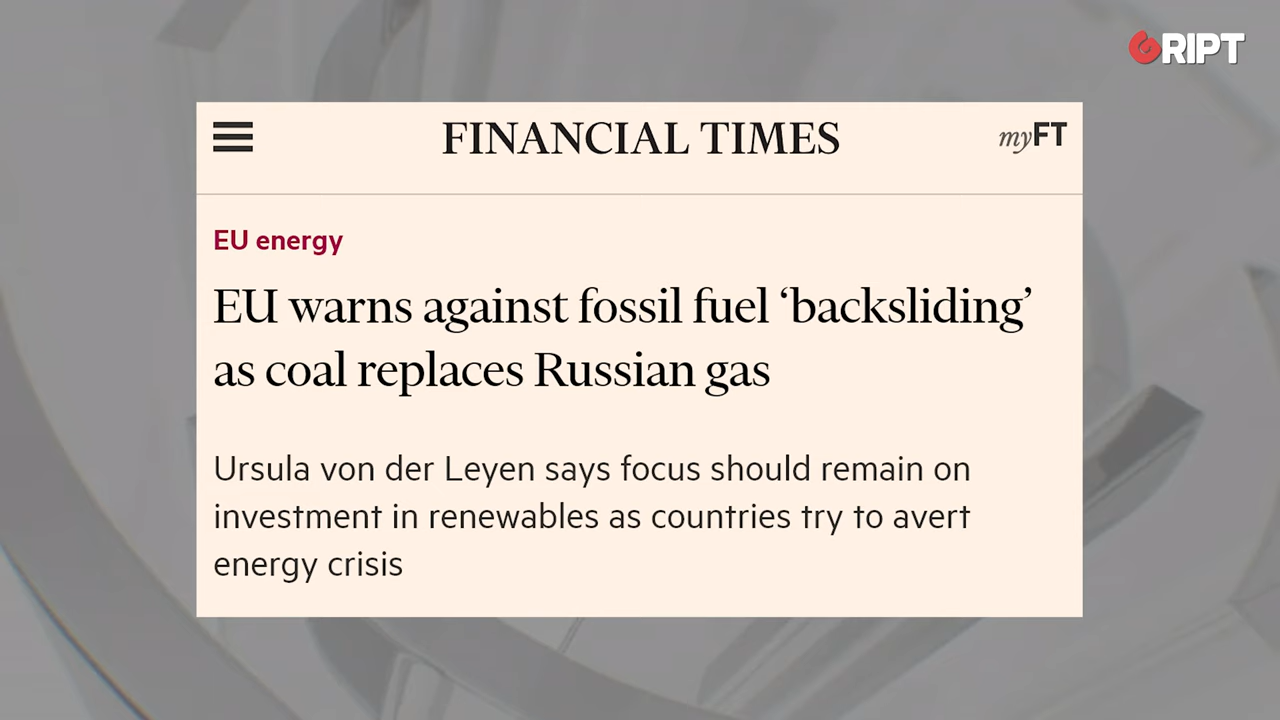 GRIPT
FINANCIAL TIMES
myFT
EU energy
EU warns against fossil fuel ‘backsliding’
as coal replaces Russian gas
Ursula von der Leyen says focus should remain on
investment in renewables as countries try to avert
energy crisis